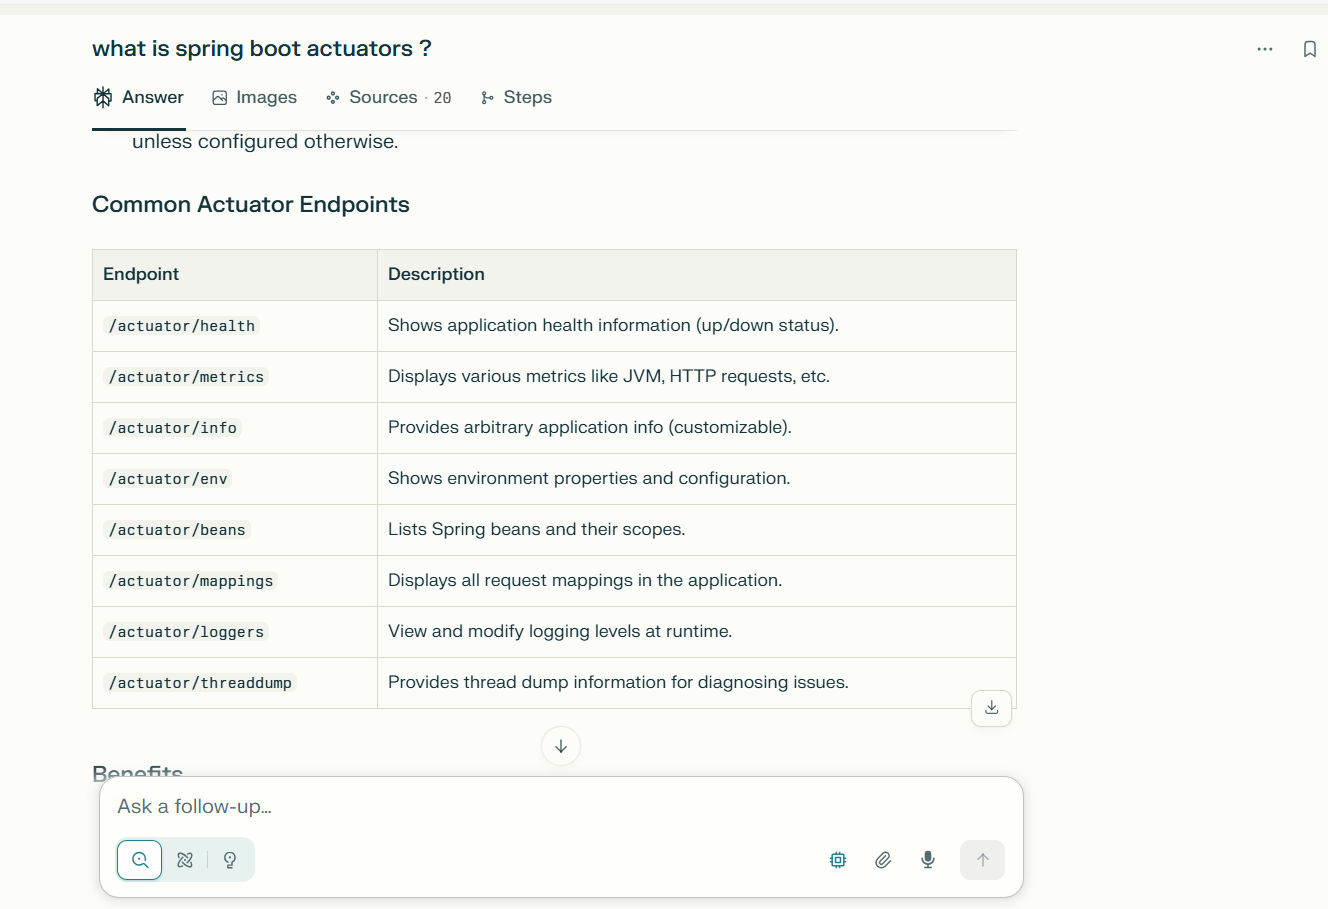 what is spring boot actuators ?
Answer Images Sources · 20 Steps
unless configured otherwise.
Common Actuator Endpoints
Endpoint Description
/actuator/health Shows application health information (up/down status).
/actuator/metrics Displays various metrics like JVM, HTTP requests, etc.
/actuator/info Provides arbitrary application info (customizable).
/actuator/env Shows environment properties and configuration.
/actuator/beans Lists Spring beans and their scopes.
/actuator/mappings Displays all request mappings in the application.
/actuator/loggers View and modify logging levels at runtime.
/actuator/threaddump Provides thread dump information for diagnosing issues.
Benefits
Ask a follow-up...